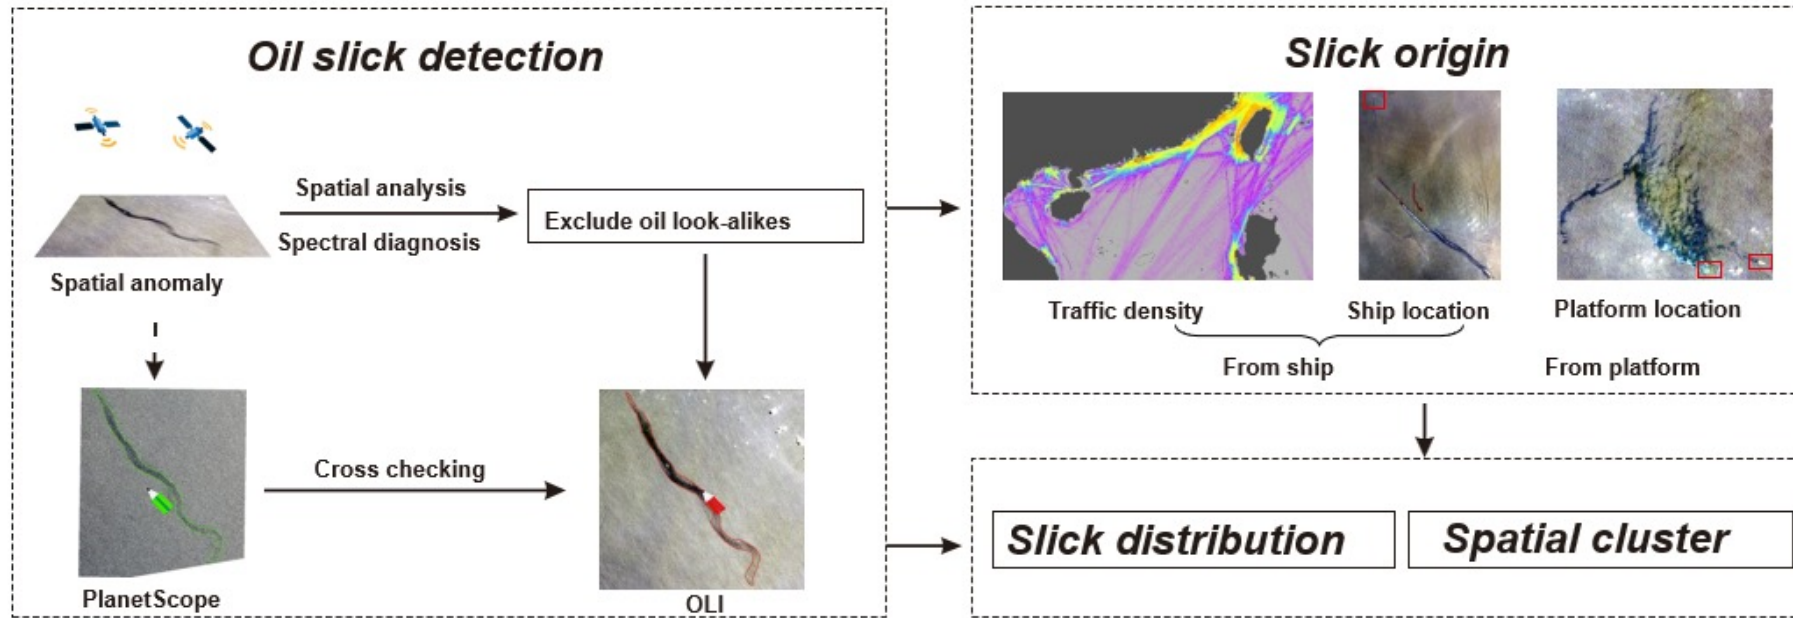 Oil slick detection
Spatial analysis
Spectral diagnosis
Exclude oil look-alikes
Spatial anomaly
Cross checking
PlanetScope
OLI
Slick origin
Traffic density
Ship location
Platform location
From ship
From platform
Slick distribution
Spatial cluster